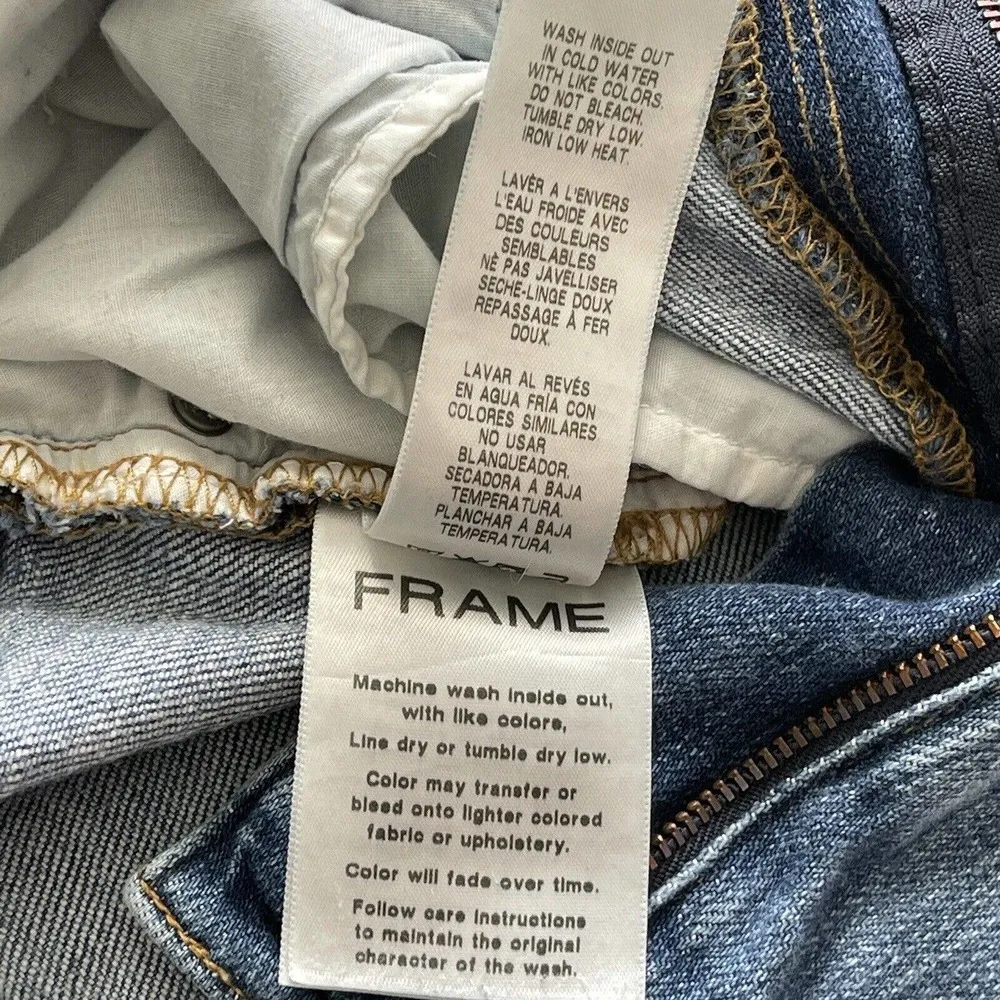 WASH INSIDE OUT
IN COLD WATER
WITH LIKE COLORS.
DO NOT BLEACH.
TUMBLE DRY LOW.
IRON LOW HEAT.
LAVÉR A L'ENVERS
L'EAU FROIDE AVEC
DES COULEURS
SEMBLABLES
NÈ PAS JAVELLISER
SECHE-LINGE DOUX
REPASSAGE À FER
DOUX.
LAVAR AL REVÉS
EN AGUA FRÍA CON
COLORES SIMILARES
NO USAR
BLANQUEADOR.
SECADORA A BAJA
TEMPERATURA.
PLANCHAR A BAJA
TEMPERATURA.
FRAME
Machine wash inside out,
with like colors,
Line dry or tumble dry low.
Color may transfer or
bleed onto lighter colored
fabric or upholstery.
Color will fade over time.
Follow care instructions
to maintain the original
character of the wash.